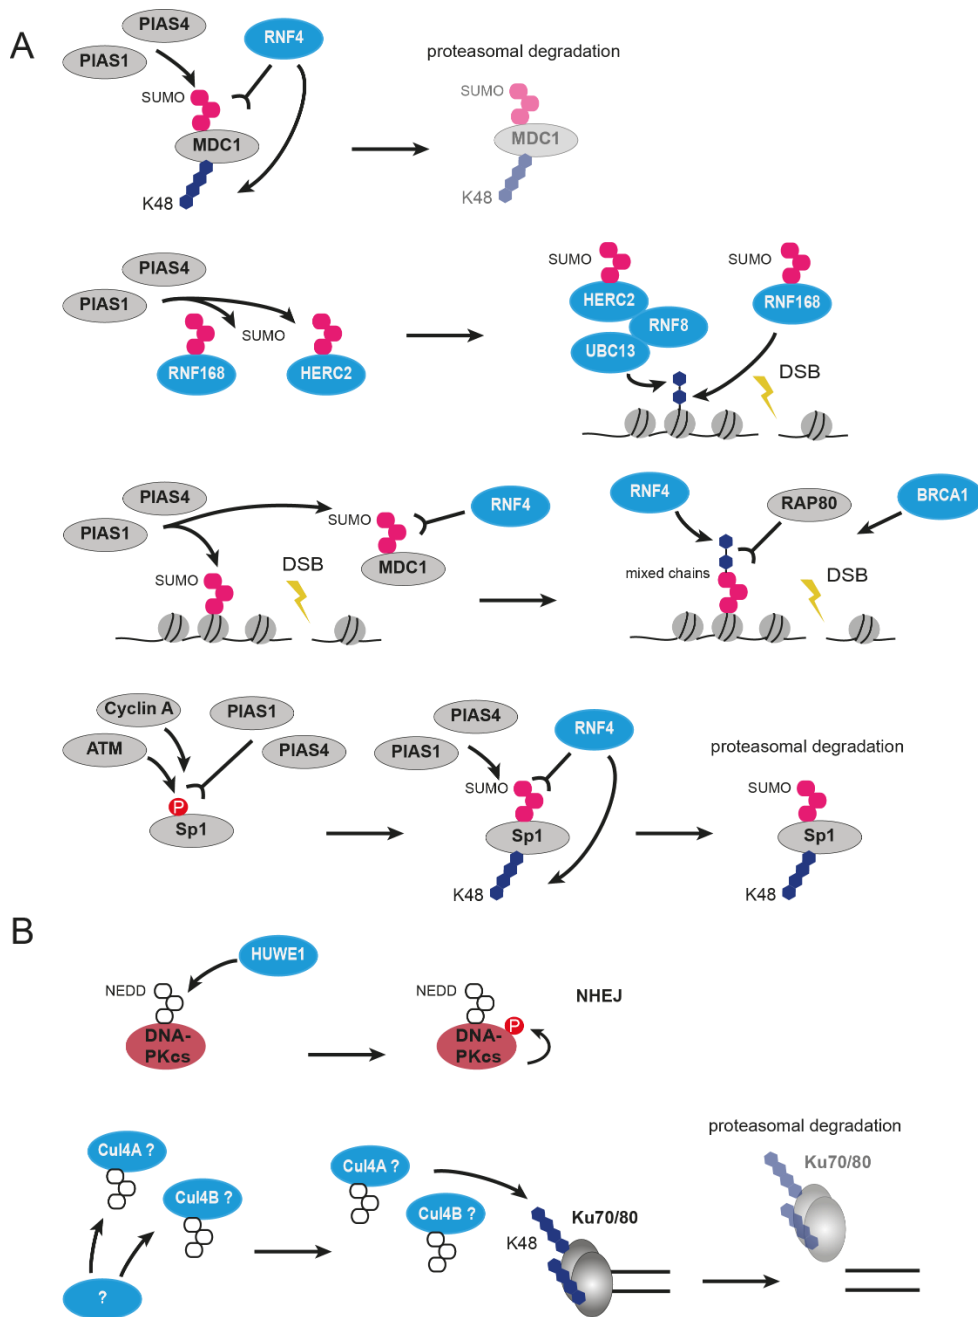 A
PIAS4
PIAS1
RNF4
SUMO
MDC1
K48
proteasomal degradation
SUMO
MDC1
K48
PIAS4
PIAS1
SUMO
RNF168
HERC2
SUMO
HERC2
RNF8
UBC13
SUMO
RNF168
DSB
PIAS4
PIAS1
SUMO
MDC1
RNF4
SUMO
DSB
RNF4
RAP80
BRCA1
mixed chains
DSB
Cyclin A
ATM
PIAS1
PIAS4
P
Sp1
PIAS4
PIAS1
RNF4
SUMO
Sp1
K48
proteasomal degradation
SUMO
Sp1
K48
B
HUWE1
NEDD
DNA-
PKcs
NEDD
P
DNA-
PKcs
NHEJ
Cul4A ?
Cul4B ?
?
Cul4A ?
Cul4B ?
Ku70/80
K48
proteasomal degradation
Ku70/80